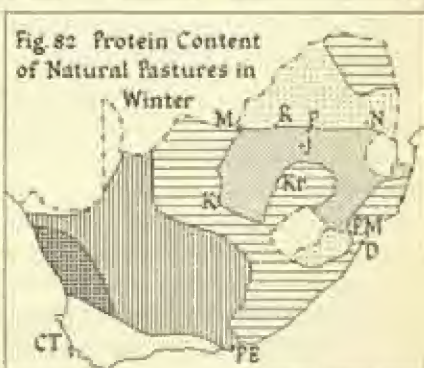 Fig. 82 Protein Content
of Natural Pastures in
Winter
M R P N
J
Kr
K
PM
D
CT
PE